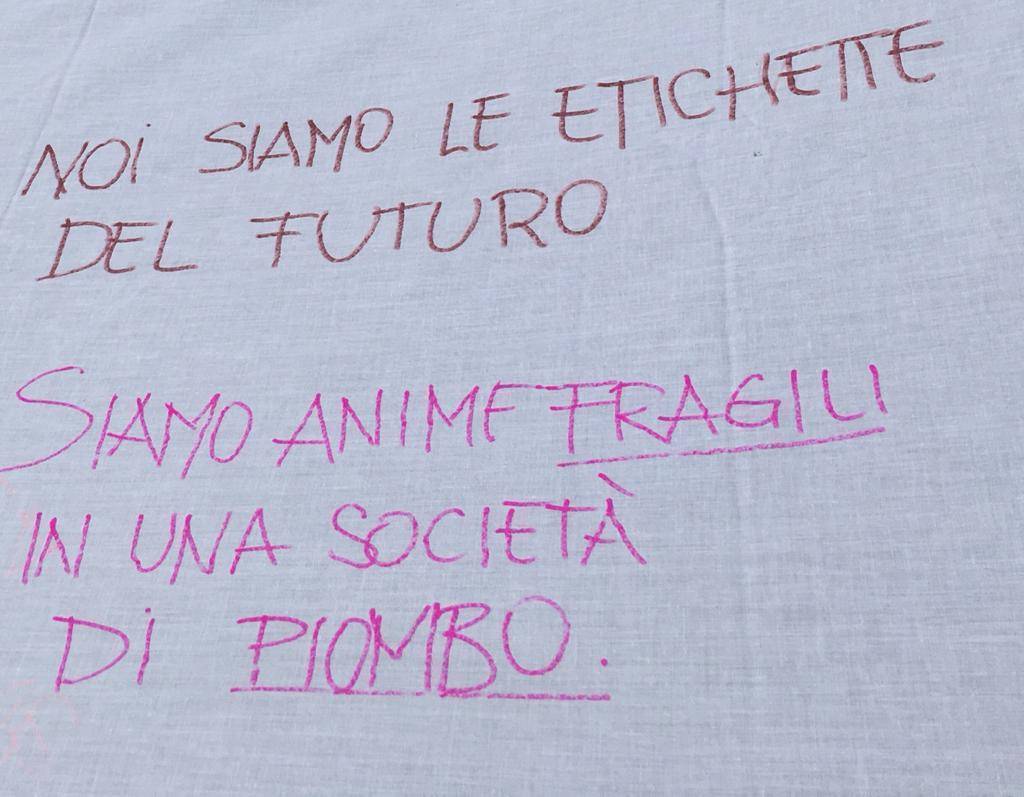 NOI SIAMO LE ETICHETTE
DEL FUTURO
SIAMO ANIME FRAGILI
IN UNA SOCIETÀ
DI PIOMBO.